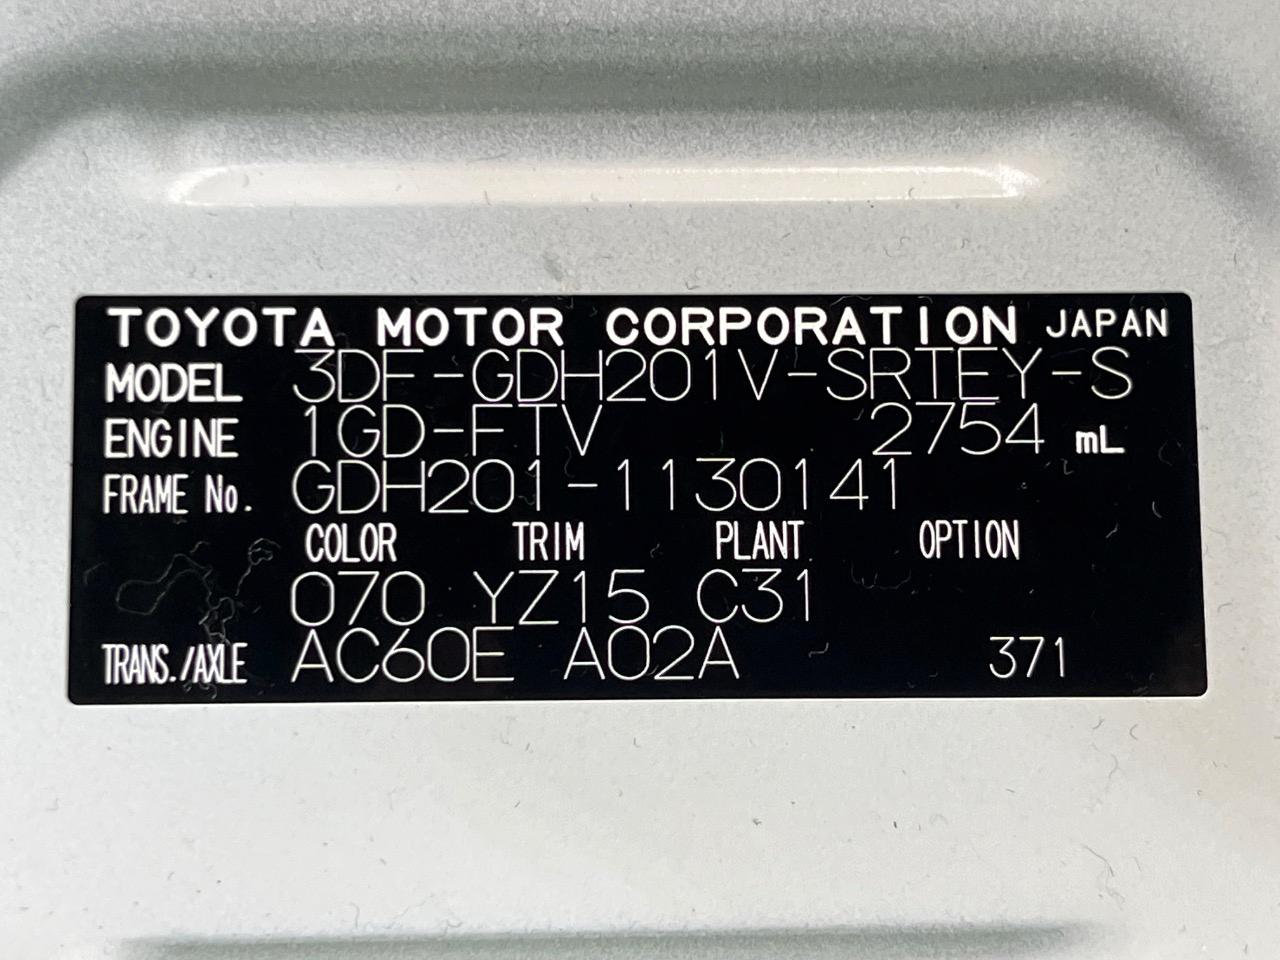 TOYOTA MOTOR CORPORATION JAPAN
MODEL 3DF-GDH201V-SRTEY-S
ENGINE 1GD-FTV 2754 mL
FRAME No. GDH201-1130141
COLOR TRIM PLANT OPTION
070 YZ15 C31
TRANS./AXLE AC60E A02A 371